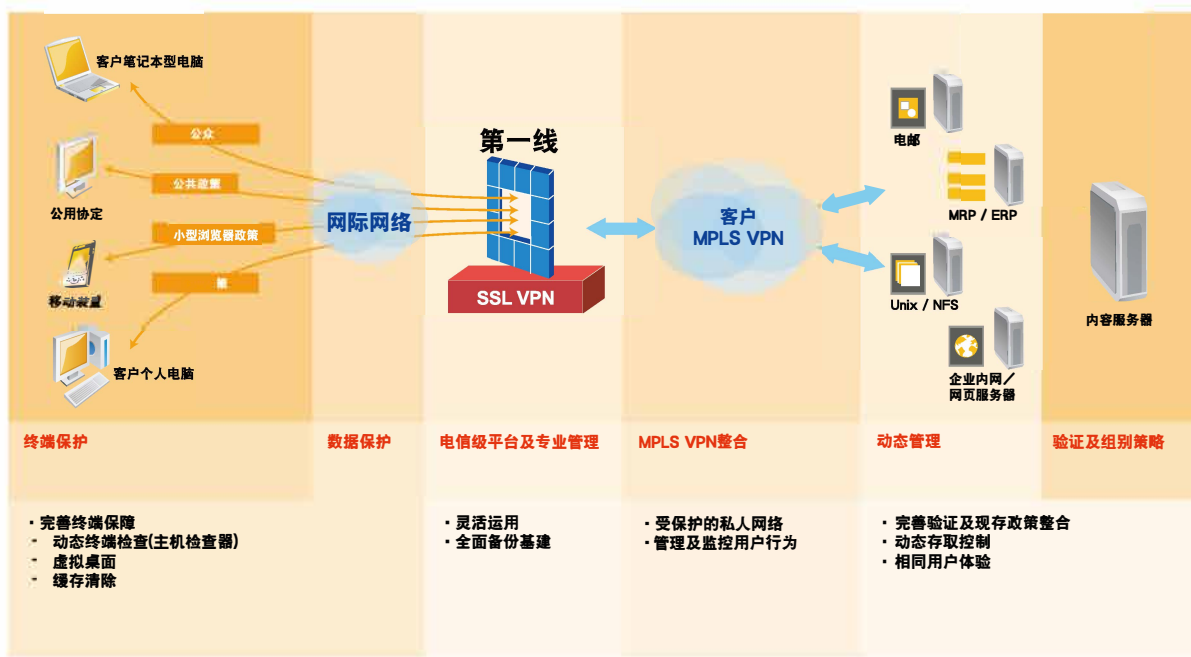 客户笔记本型电脑
公众
公用协定
公共政策
小型浏览器政策
移动装置
策
客户个人电脑
网际网络
第一线
SSL VPN
客户
MPLS VPN
电邮
MRP / ERP
Unix / NFS
企业内网／
网页服务器
内容服务器
终端保护
数据保护
电信级平台及专业管理
MPLS VPN整合
动态管理
验证及组别策略
· 完善终端保障
- 动态终端检查(主机检查器)
- 虚拟桌面
- 缓存清除
· 灵活运用
· 全面备份基建
· 受保护的私人网络
· 管理及监控用户行为
· 完善验证及现存政策整合
· 动态存取控制
· 相同用户体验